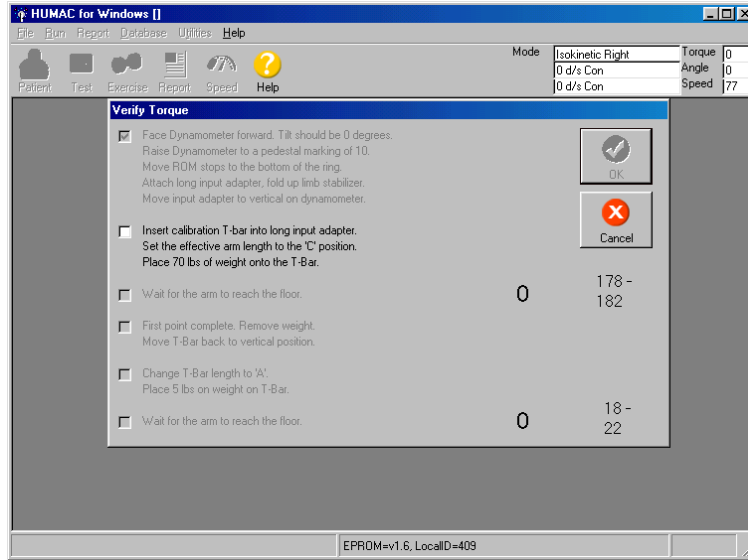 HUMAC for Windows []
File Run Report Database Utilities Help
Patient Test Exercise Report Speed Help
Mode
Isokinetic Right
0 d/s Con
0 d/s Con
Torque 0
Angle 0
Speed 77
Verify Torque
Face Dynamometer forward. Tilt should be 0 degrees.
Raise Dynamometer to a pedestal marking of 10.
Move ROM stops to the bottom of the ring.
Attach long input adapter, fold up limb stabilizer.
Move input adapter to vertical on dynamometer.
OK
Insert calibration T-bar into long input adapter.
Set the effective arm length to the 'C' position.
Place 70 lbs of weight onto the T-Bar.
Cancel
Wait for the arm to reach the floor.
0
178 -
182
First point complete. Remove weight.
Move T-Bar back to vertical position.
Change T-Bar length to 'A'.
Place 5 lbs on weight on T-Bar.
Wait for the arm to reach the floor.
0
18 -
22
EPROM=v1.6, LocalID=409